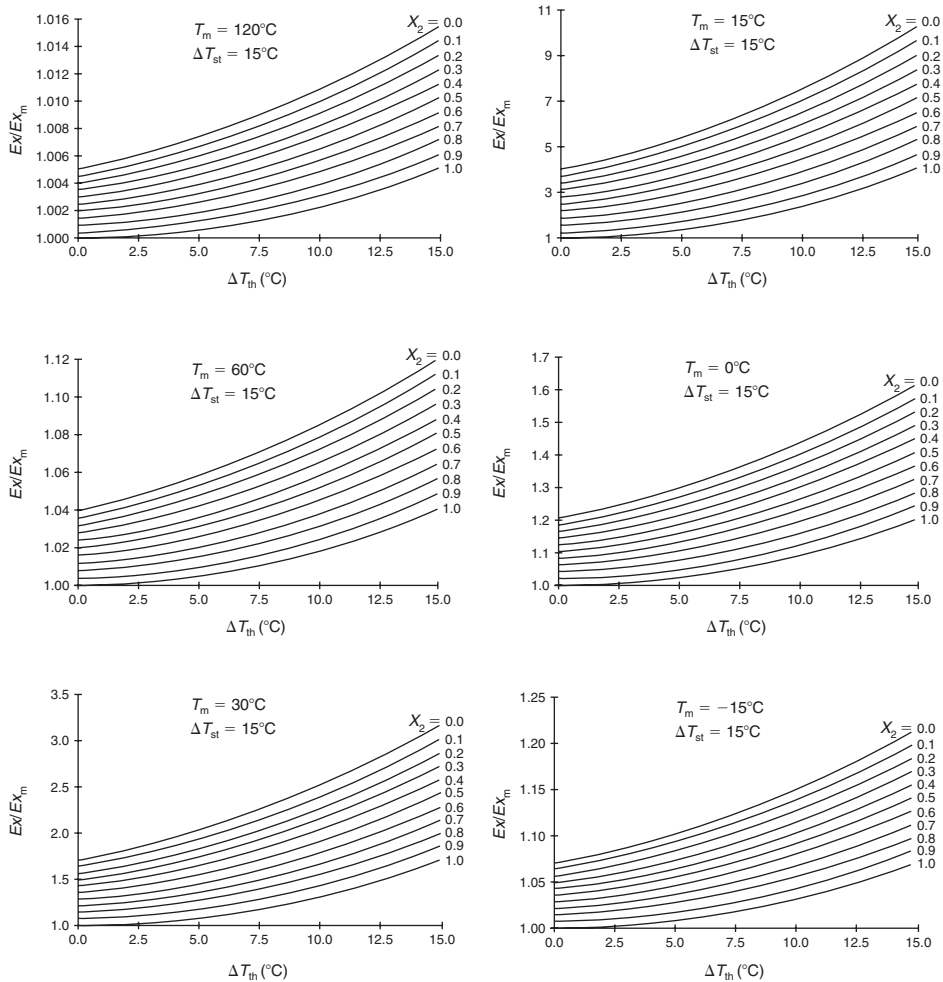 1.016
1.014
1.012
1.010
1.008
1.006
1.004
1.002
1.000
Ex/Exₘ
Tₘ = 120°C
ΔTₛₜ = 15°C
X₂ = 0.0
0.1
0.2
0.3
0.4
0.5
0.6
0.7
0.8
0.9
1.0
0.0 2.5 5.0 7.5 10.0 12.5 15.0
ΔTₜₕ (°C)
11
9
7
5
3
1
Ex/Exₘ
Tₘ = 15°C
ΔTₛₜ = 15°C
X₂ = 0.0
0.1
0.2
0.3
0.4
0.5
0.6
0.7
0.8
0.9
1.0
0.0 2.5 5.0 7.5 10.0 12.5 15.0
ΔTₜₕ (°C)
1.12
1.10
1.08
1.06
1.04
1.02
1.00
Ex/Exₘ
Tₘ = 60°C
ΔTₛₜ = 15°C
X₂ = 0.0
0.1
0.2
0.3
0.4
0.5
0.6
0.7
0.8
0.9
1.0
0.0 2.5 5.0 7.5 10.0 12.5 15.0
ΔTₜₕ (°C)
1.7
1.6
1.5
1.4
1.3
1.2
1.1
1.0
Ex/Exₘ
Tₘ = 0°C
ΔTₛₜ = 15°C
X₂ = 0.0
0.1
0.2
0.3
0.4
0.5
0.6
0.7
0.8
0.9
1.0
0.0 2.5 5.0 7.5 10.0 12.5 15.0
ΔTₜₕ (°C)
3.5
3.0
2.5
2.0
1.5
1.0
Ex/Exₘ
Tₘ = 30°C
ΔTₛₜ = 15°C
X₂ = 0.0
0.1
0.2
0.3
0.4
0.5
0.6
0.7
0.8
0.9
1.0
0.0 2.5 5.0 7.5 10.0 12.5 15.0
ΔTₜₕ (°C)
1.25
1.20
1.15
1.10
1.05
1.00
Ex/Exₘ
Tₘ = −15°C
ΔTₛₜ = 15°C
X₂ = 0.0
0.1
0.2
0.3
0.4
0.5
0.6
0.7
0.8
0.9
1.0
0.0 2.5 5.0 7.5 10.0 12.5 15.0
ΔTₜₕ (°C)